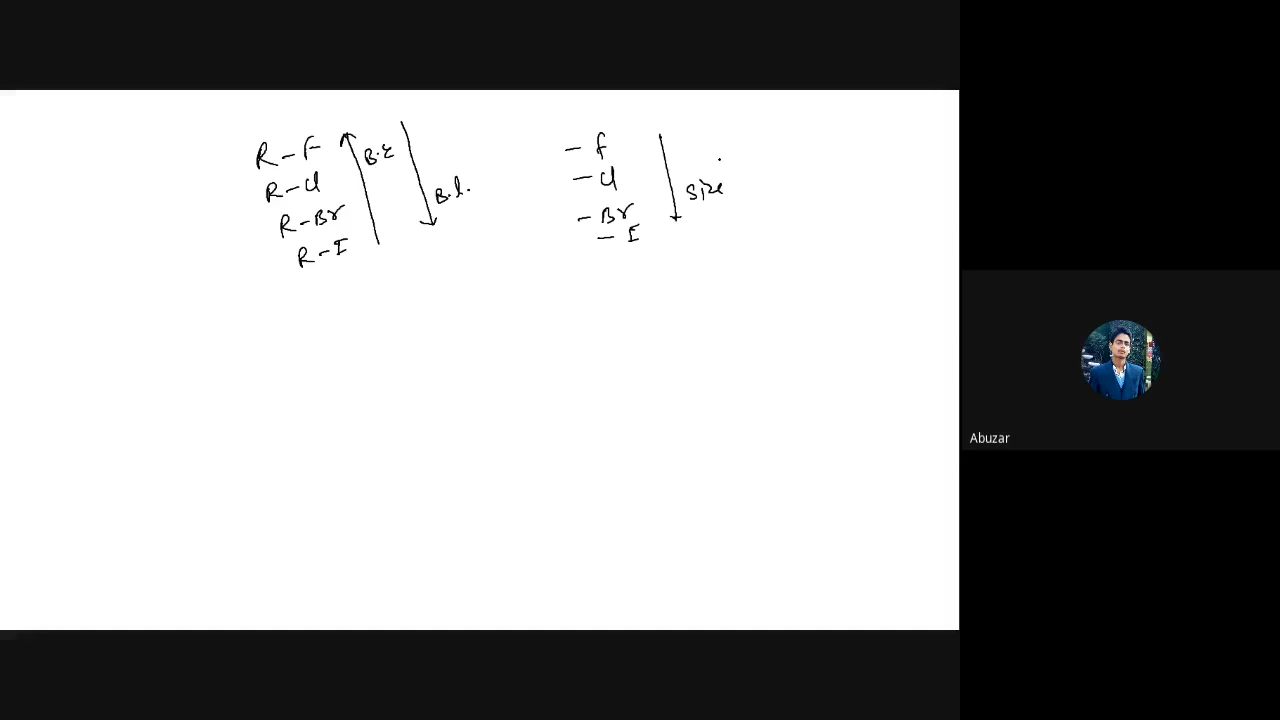 R-F
R-Cl
R-Br
R-I
B.E
B.l.
- F
- Cl
- Br
- I
Size
Abuzar